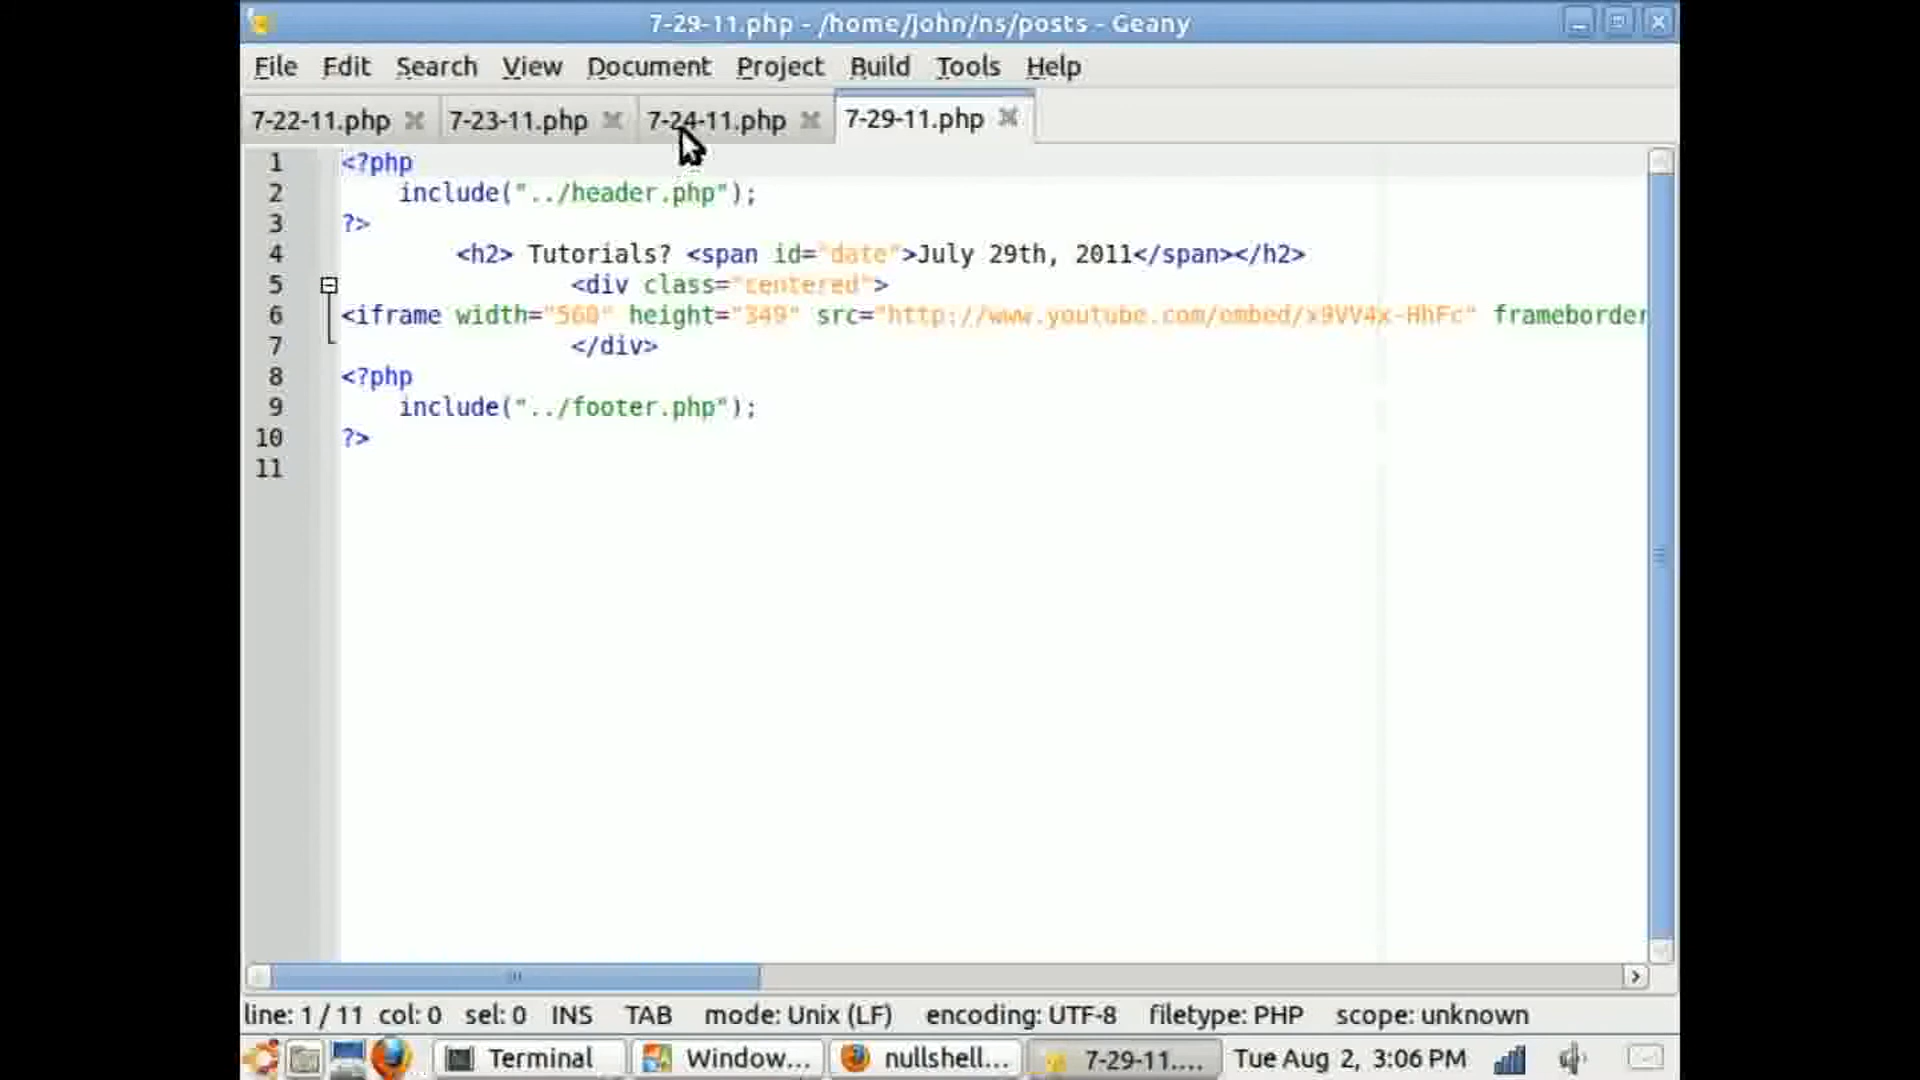 7-29-11.php - /home/john/ns/posts - Geany
File Edit Search View Document Project Build Tools Help
7-22-11.php 7-23-11.php 7-24-11.php 7-29-11.php
1 <?php
2 include("../header.php");
3 ?>
4 <h2> Tutorials? <span id="date">July 29th, 2011</span></h2>
5 <div class="centered">
6 <iframe width="560" height="349" src="http://www.youtube.com/embed/x9VV4x-HhFc" frameborder
7 </div>
8 <?php
9 include("../footer.php");
10 ?>
11
line: 1 / 11 col: 0 sel: 0 INS TAB mode: Unix (LF) encoding: UTF-8 filetype: PHP scope: unknown
Terminal Window... nullshell... 7-29-11.... Tue Aug 2, 3:06 PM